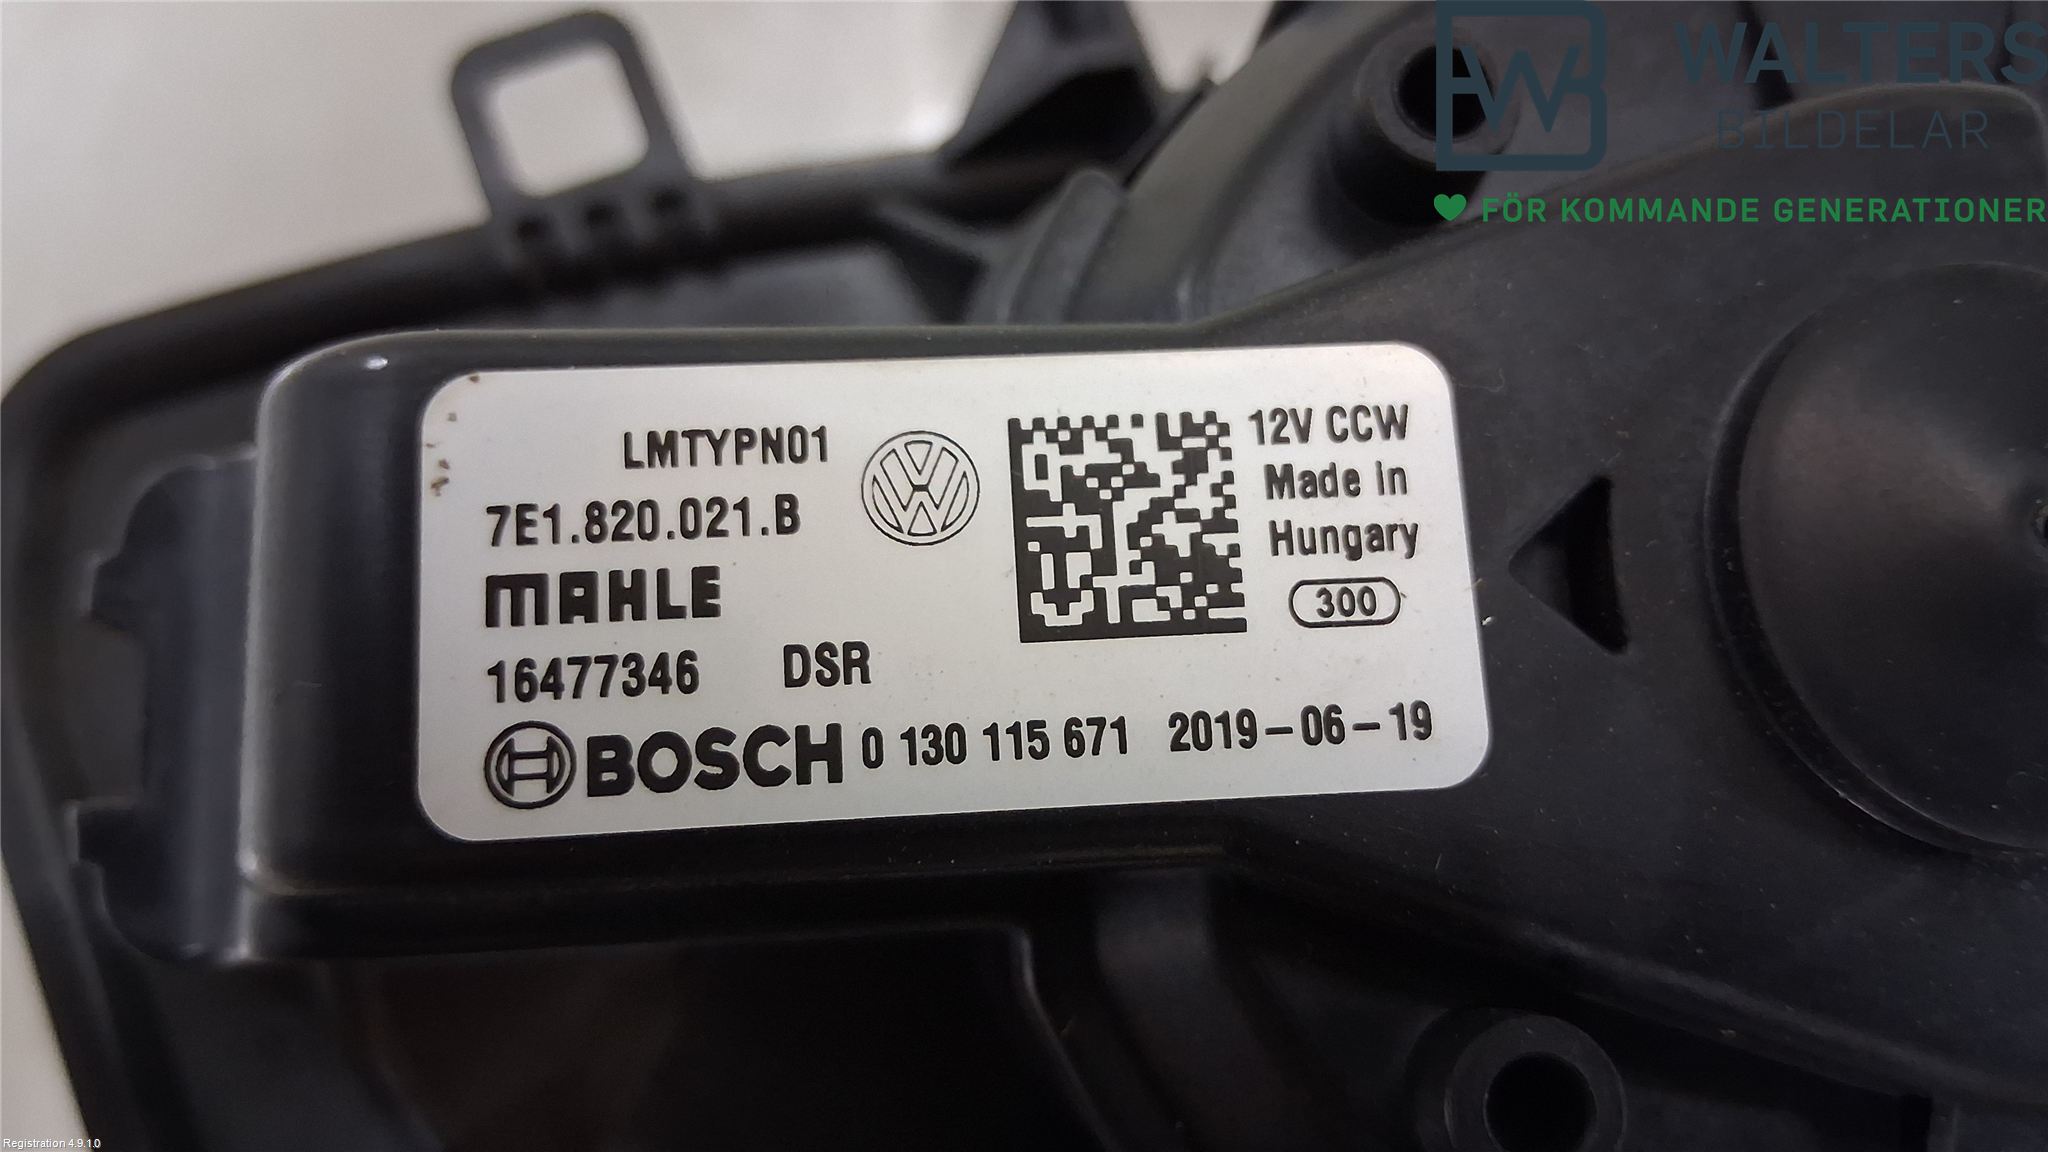 WALTERS
BILDELAR
FÖR KOMMANDE GENERATIONER
LMTYPN01
7E1.820.021.B
MAHLE
16477346 DSR
BOSCH 0 130 115 671 2019-06-19
12V CCW
Made in
Hungary
300
Registration 4.9.1.0